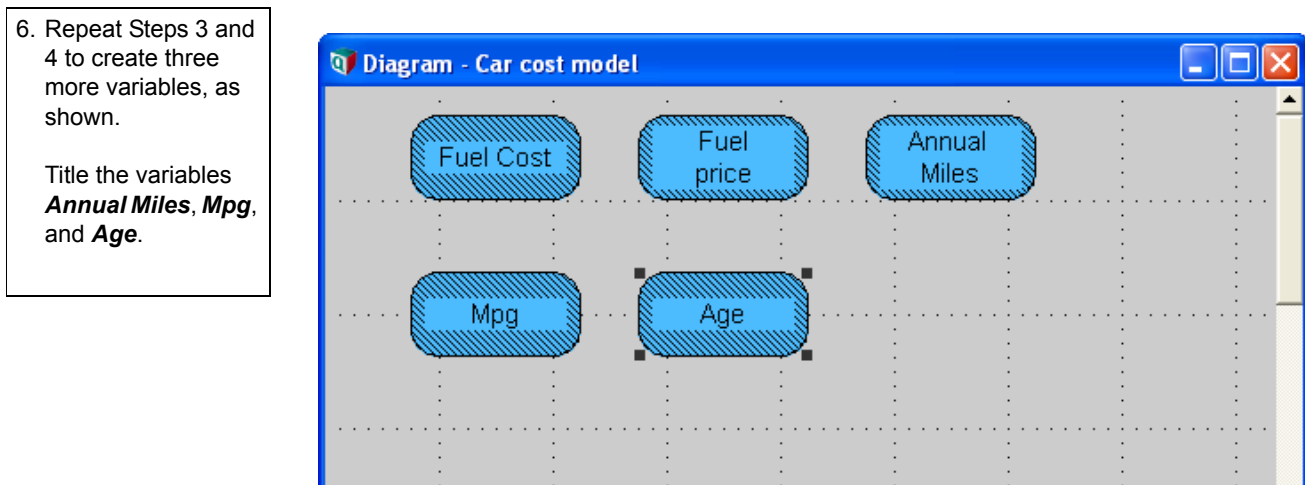 6. Repeat Steps 3 and
4 to create three
more variables, as
shown.
Title the variables
Annual Miles, Mpg,
and Age.
Diagram - Car cost model
Fuel Cost
Fuel
price
Annual
Miles
Mpg
Age